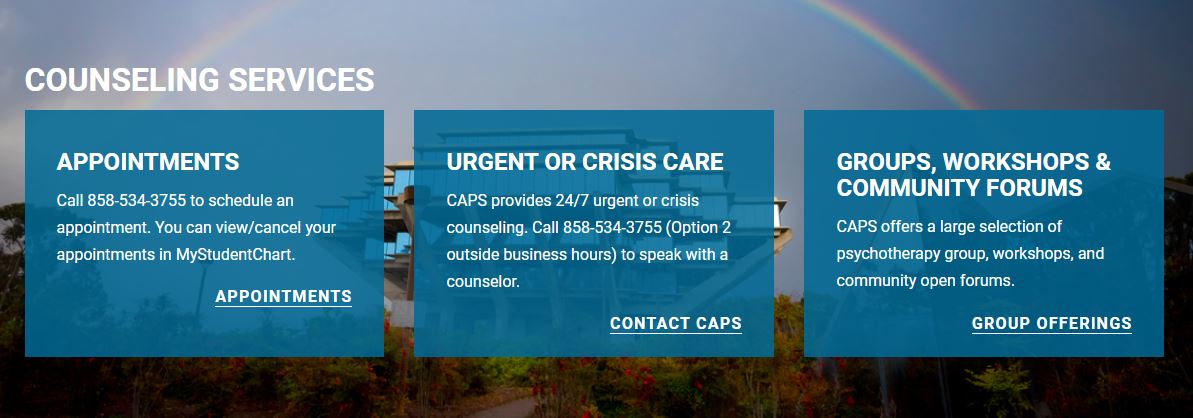 COUNSELING SERVICES
APPOINTMENTS
Call 858-534-3755 to schedule an
appointment. You can view/cancel your
appointments in MyStudentChart.
APPOINTMENTS
URGENT OR CRISIS CARE
CAPS provides 24/7 urgent or crisis
counseling. Call 858-534-3755 (Option 2
outside business hours) to speak with a
counselor.
CONTACT CAPS
GROUPS, WORKSHOPS &
COMMUNITY FORUMS
CAPS offers a large selection of
psychotherapy group, workshops, and
community open forums.
GROUP OFFERINGS